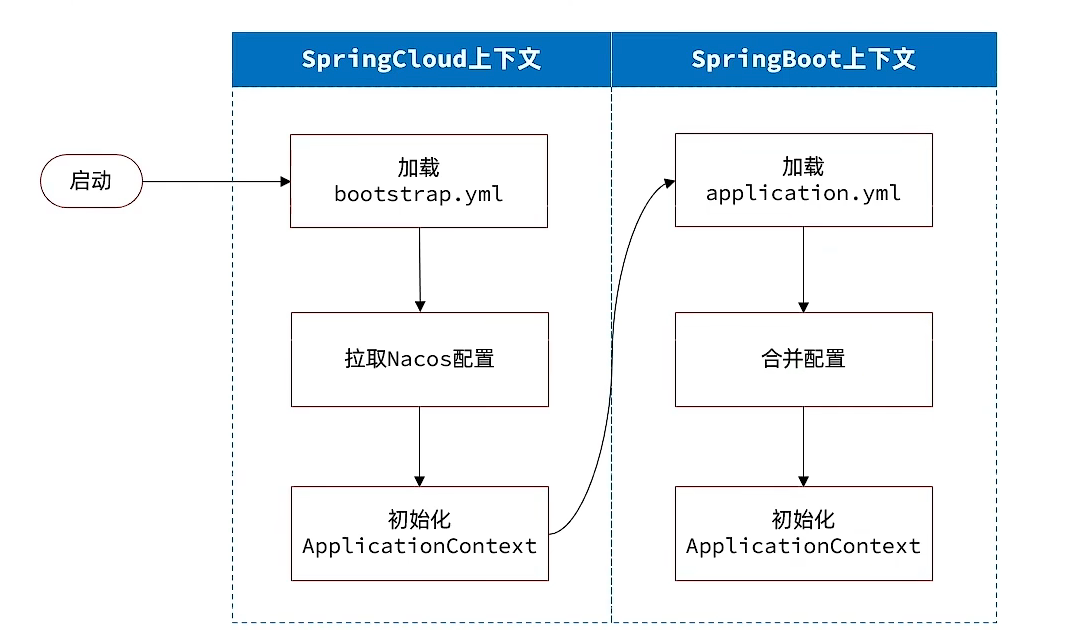 SpringCloud上下文
SpringBoot上下文
启动
加载
bootstrap.yml
拉取Nacos配置
初始化
ApplicationContext
加载
application.yml
合并配置
初始化
ApplicationContext